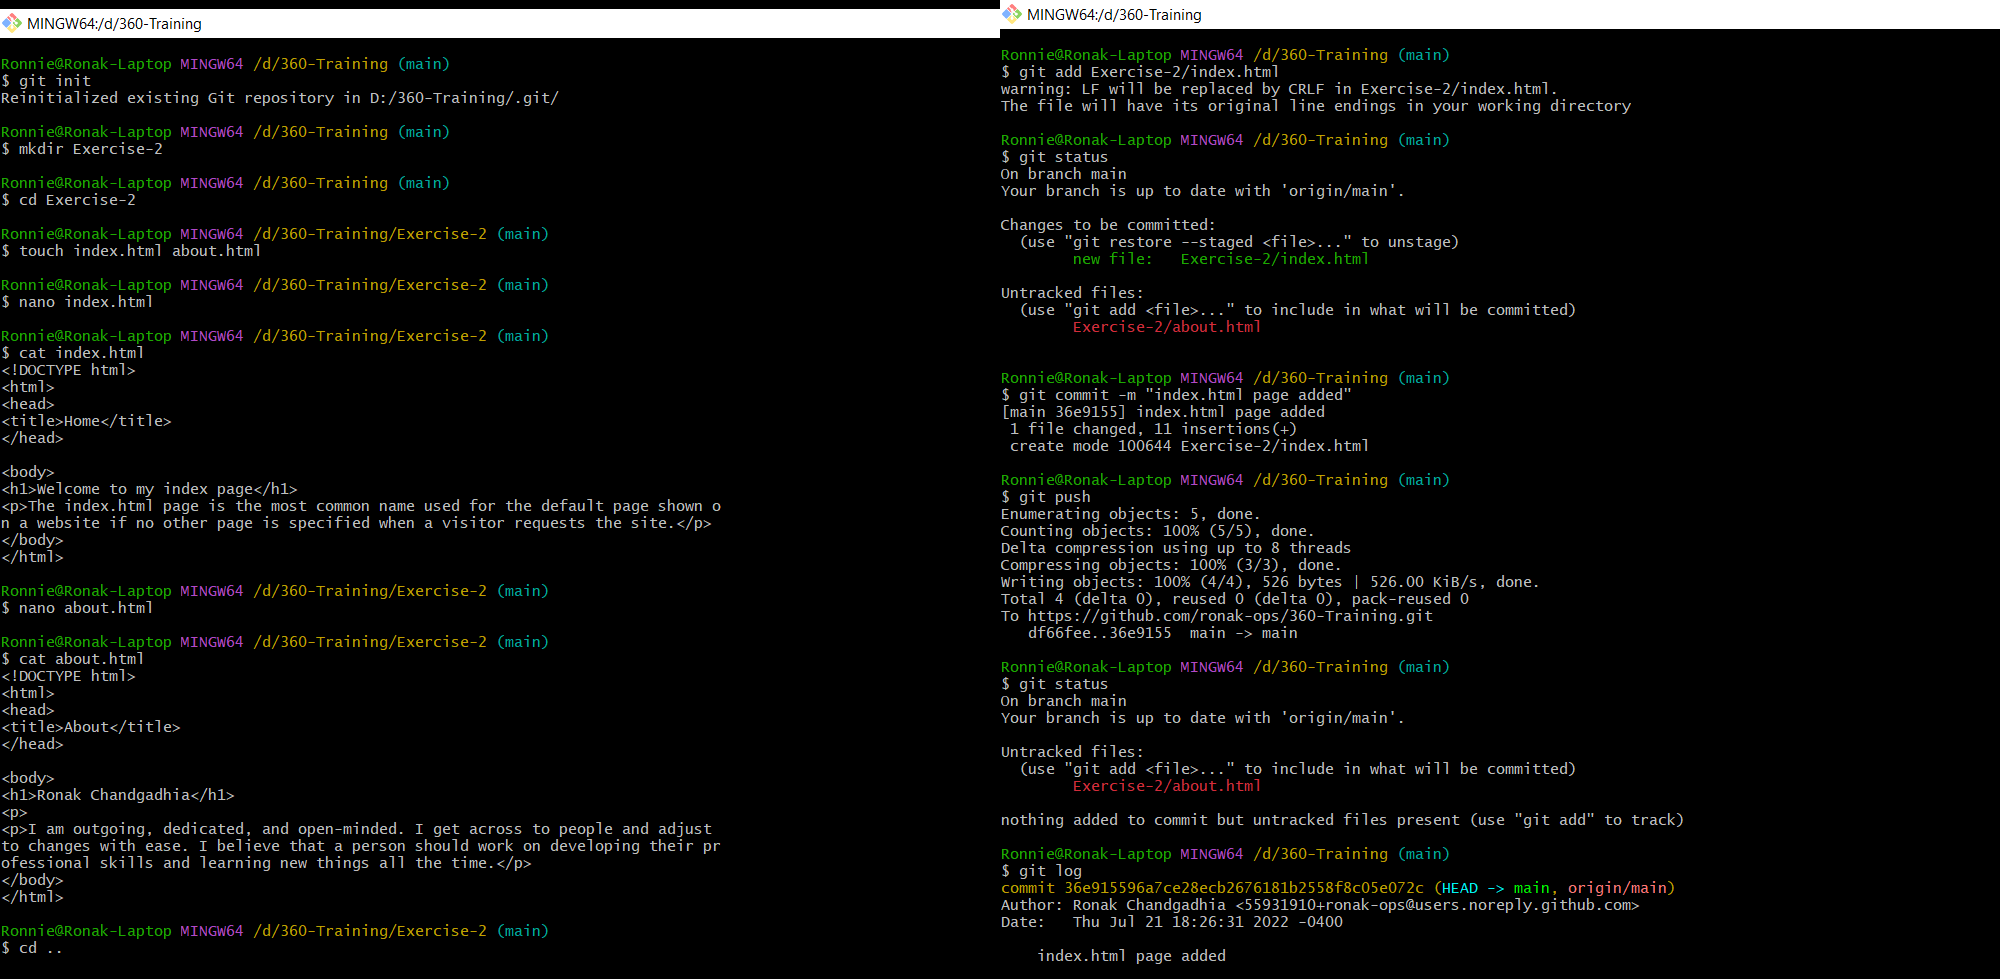 MINGW64:/d/360-Training
Ronnie@Ronak-Laptop MINGW64 /d/360-Training (main)
$ git init
Reinitialized existing Git repository in D:/360-Training/.git/
Ronnie@Ronak-Laptop MINGW64 /d/360-Training (main)
$ mkdir Exercise-2
Ronnie@Ronak-Laptop MINGW64 /d/360-Training (main)
$ cd Exercise-2
Ronnie@Ronak-Laptop MINGW64 /d/360-Training/Exercise-2 (main)
$ touch index.html about.html
Ronnie@Ronak-Laptop MINGW64 /d/360-Training/Exercise-2 (main)
$ nano index.html
Ronnie@Ronak-Laptop MINGW64 /d/360-Training/Exercise-2 (main)
$ cat index.html
<!DOCTYPE html>
<html>
<head>
<title>Home</title>
</head>
<body>
<h1>Welcome to my index page</h1>
<p>The index.html page is the most common name used for the default page shown o
n a website if no other page is specified when a visitor requests the site.</p>
</body>
</html>
Ronnie@Ronak-Laptop MINGW64 /d/360-Training/Exercise-2 (main)
$ nano about.html
Ronnie@Ronak-Laptop MINGW64 /d/360-Training/Exercise-2 (main)
$ cat about.html
<!DOCTYPE html>
<html>
<head>
<title>About</title>
</head>
<body>
<h1>Ronak Chandgadhia</h1>
<p>
<p>I am outgoing, dedicated, and open-minded. I get across to people and adjust
to changes with ease. I believe that a person should work on developing their pr
ofessional skills and learning new things all the time.</p>
</body>
</html>
Ronnie@Ronak-Laptop MINGW64 /d/360-Training/Exercise-2 (main)
$ cd ..
MINGW64:/d/360-Training
Ronnie@Ronak-Laptop MINGW64 /d/360-Training (main)
$ git add Exercise-2/index.html
warning: LF will be replaced by CRLF in Exercise-2/index.html.
The file will have its original line endings in your working directory
Ronnie@Ronak-Laptop MINGW64 /d/360-Training (main)
$ git status
On branch main
Your branch is up to date with 'origin/main'.
Changes to be committed:
(use "git restore --staged <file>..." to unstage)
new file:   Exercise-2/index.html
Untracked files:
(use "git add <file>..." to include in what will be committed)
Exercise-2/about.html
Ronnie@Ronak-Laptop MINGW64 /d/360-Training (main)
$ git commit -m "index.html page added"
[main 36e9155] index.html page added
1 file changed, 11 insertions(+)
create mode 100644 Exercise-2/index.html
Ronnie@Ronak-Laptop MINGW64 /d/360-Training (main)
$ git push
Enumerating objects: 5, done.
Counting objects: 100% (5/5), done.
Delta compression using up to 8 threads
Compressing objects: 100% (3/3), done.
Writing objects: 100% (4/4), 526 bytes | 526.00 KiB/s, done.
Total 4 (delta 0), reused 0 (delta 0), pack-reused 0
To https://github.com/ronak-ops/360-Training.git
df66fee..36e9155  main -> main
Ronnie@Ronak-Laptop MINGW64 /d/360-Training (main)
$ git status
On branch main
Your branch is up to date with 'origin/main'.
Untracked files:
(use "git add <file>..." to include in what will be committed)
Exercise-2/about.html
nothing added to commit but untracked files present (use "git add" to track)
Ronnie@Ronak-Laptop MINGW64 /d/360-Training (main)
$ git log
commit 36e915596a7ce28ecb2676181b2558f8c05e072c (HEAD -> main, origin/main)
Author: Ronak Chandgadhia <55931910+ronak-ops@users.noreply.github.com>
Date:   Thu Jul 21 18:26:31 2022 -0400
index.html page added